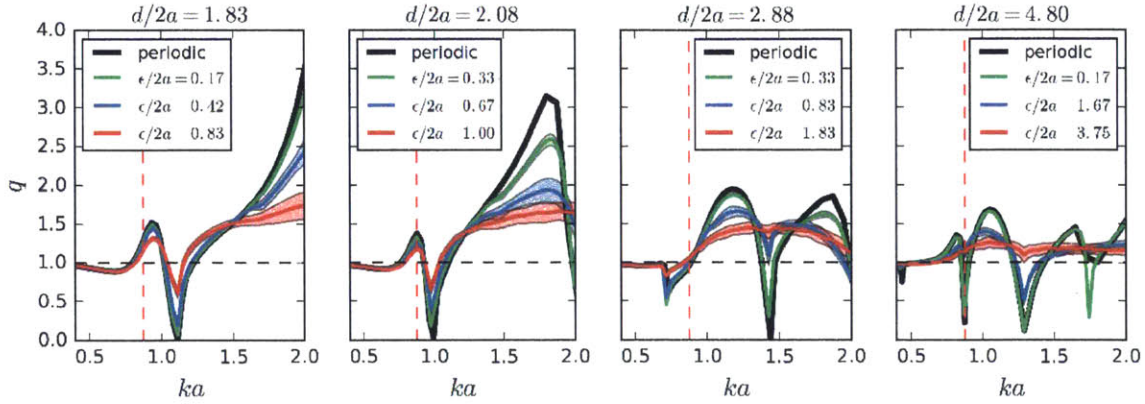 d/2a = 1.83
d/2a = 2.08
d/2a = 2.88
d/2a = 4.80
4.0
3.5
3.0
2.5
2.0
1.5
1.0
0.5
0.0
q
periodic
ϵ/2a = 0.17
ϵ/2a 0.42
ϵ/2a 0.83
periodic
ϵ/2a = 0.33
ϵ/2a 0.67
ϵ/2a 1.00
periodic
ϵ/2a = 0.33
ϵ/2a 0.83
ϵ/2a 1.83
periodic
ϵ/2a = 0.17
ϵ/2a 1.67
ϵ/2a 3.75
0.5 1.0 1.5 2.0
0.5 1.0 1.5 2.0
0.5 1.0 1.5 2.0
0.5 1.0 1.5 2.0
ka
ka
ka
ka